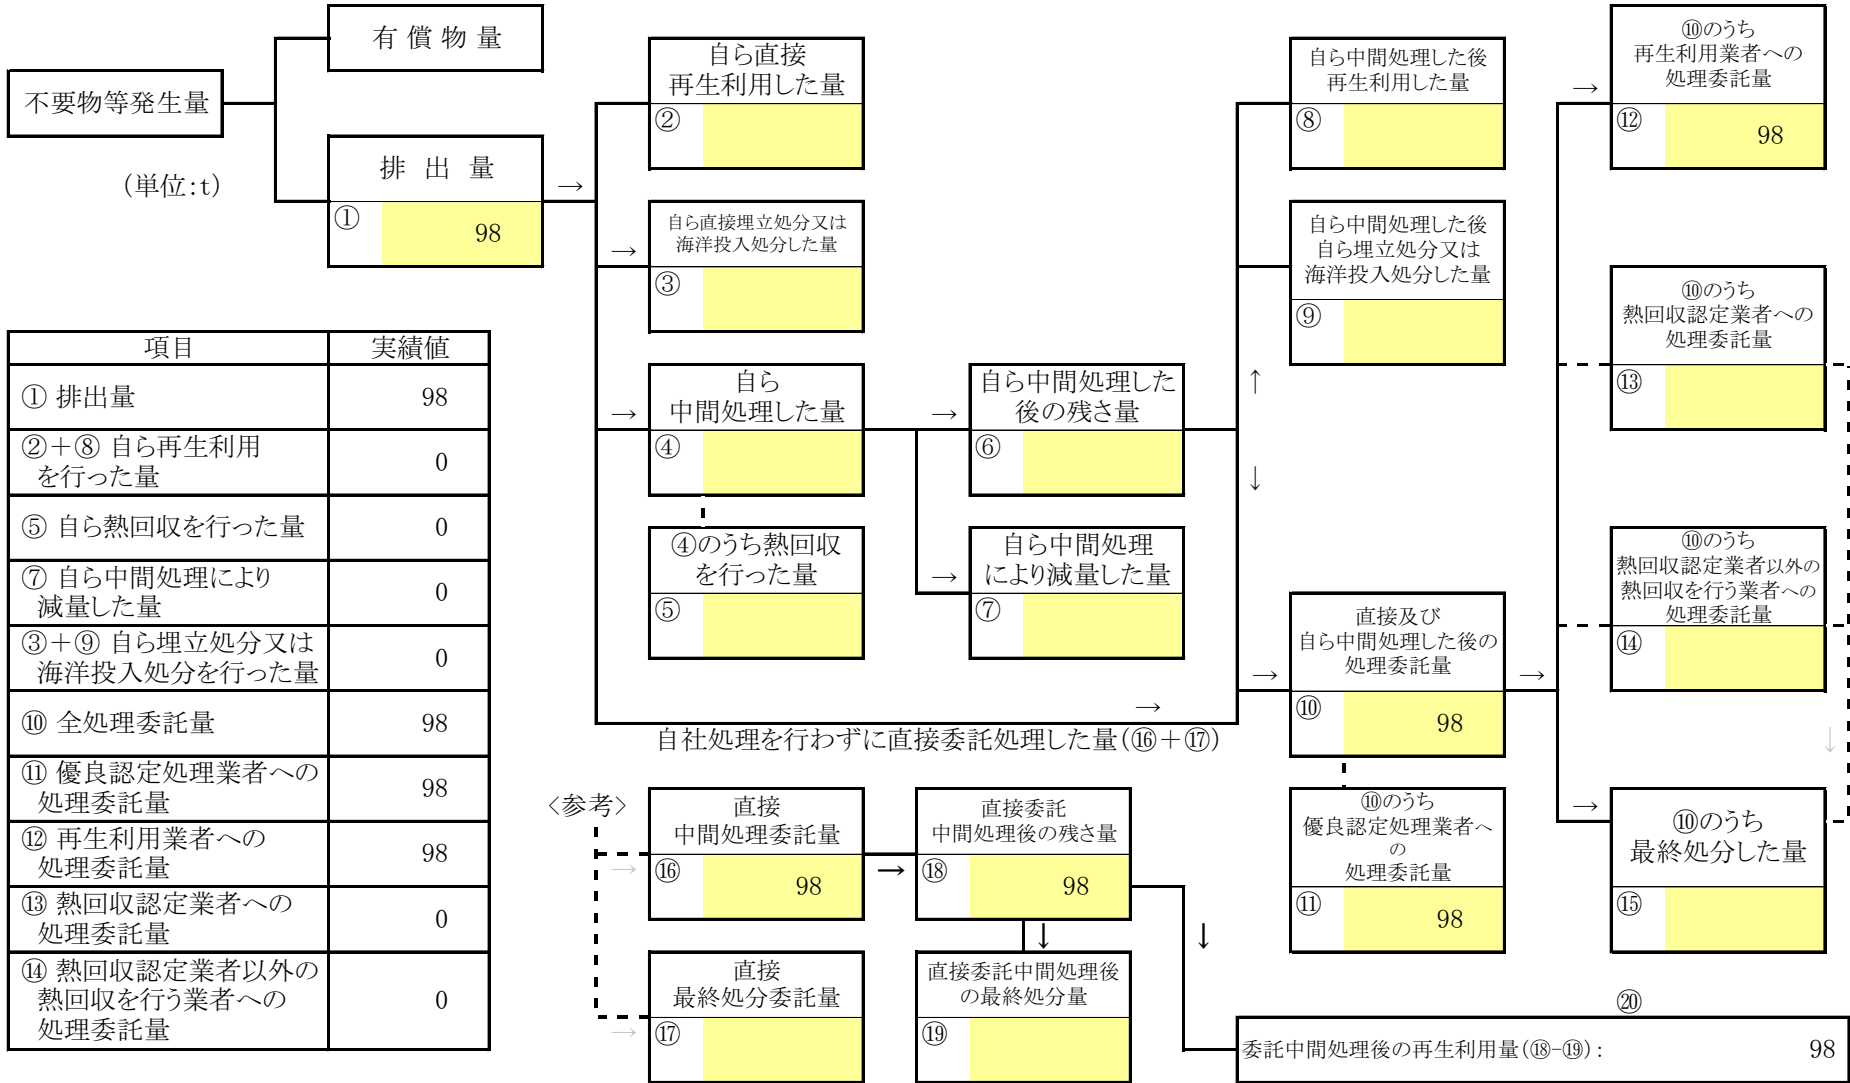 有 償 物 量
不要物等発生量
(単位:t)
排 出 量
→
①
98
自ら直接
再生利用した量
②
→
自ら直接埋立処分又は
海洋投入処分した量
③
→
自ら
中間処理した量
④
④のうち熱回収
を行った量
⑤
→
自ら中間処理した
後の残さ量
⑥
→
自ら中間処理
により減量した量
⑦
自ら中間処理した後
再生利用した量
⑧
自ら中間処理した後
自ら埋立処分又は
海洋投入処分した量
⑨
↑
↓
→
直接及び
自ら中間処理した後の
処理委託量
⑩
98
⑩のうち
優良認定処理業者へ
の
処理委託量
⑪
98
→
→
⑩のうち
再生利用業者への
処理委託量
⑫
98
⑩のうち
熱回収認定業者への
処理委託量
⑬
⑩のうち
熱回収認定業者以外の
熱回収を行う業者への
処理委託量
⑭
↓
→
⑩のうち
最終処分した量
⑮
→
自社処理を行わずに直接委託処理した量(⑯+⑰)
項目 実績値
① 排出量 98
②+⑧ 自ら再生利用
を行った量 0
⑤ 自ら熱回収を行った量 0
⑦ 自ら中間処理により
減量した量 0
③+⑨ 自ら埋立処分又は
海洋投入処分を行った量 0
⑩ 全処理委託量 98
⑪ 優良認定処理業者への
処理委託量 98
⑫ 再生利用業者への
処理委託量 98
⑬ 熱回収認定業者への
処理委託量 0
⑭ 熱回収認定業者以外の
熱回収を行う業者への
処理委託量 0
<参考>
→
直接
中間処理委託量
⑯
98
→
直接委託
中間処理後の残さ量
⑱
98
↓
↓
→
直接
最終処分委託量
⑰
直接委託中間処理後
の最終処分量
⑲
⑳
委託中間処理後の再生利用量(⑱-⑲): 98